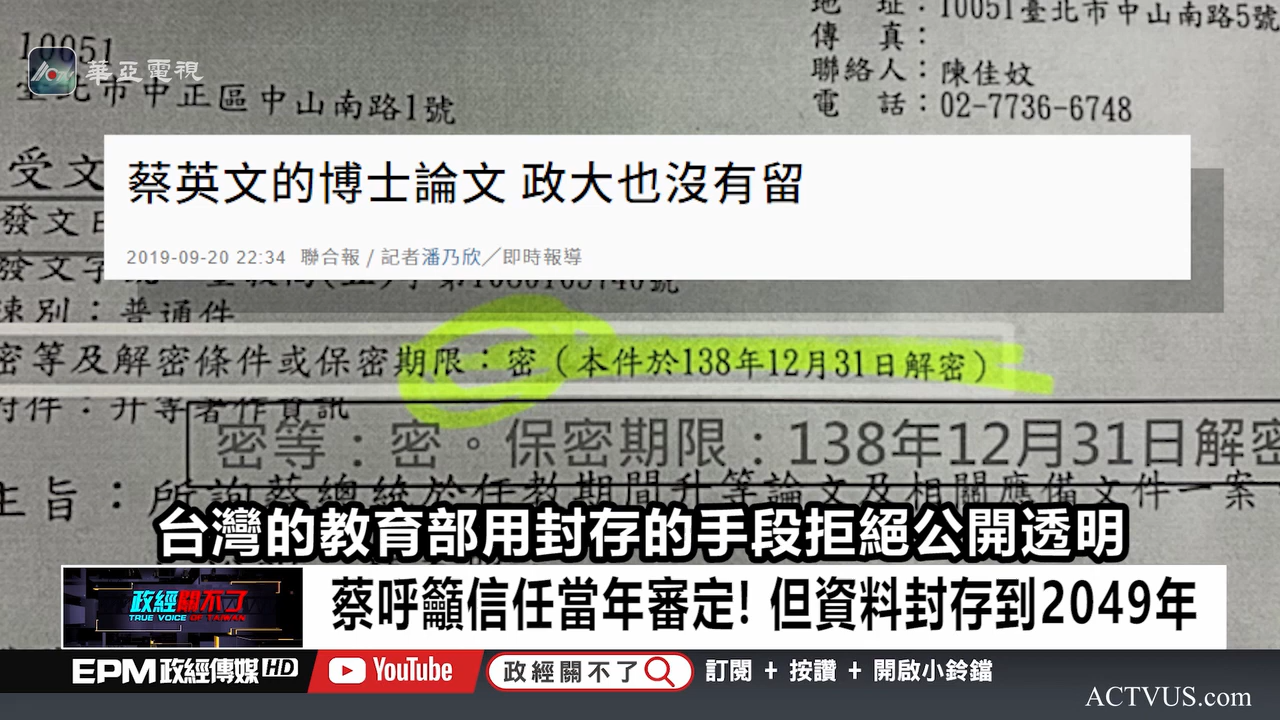 地 址：10051臺北市中山南路5號
傳 真：
聯絡人：陳佳妏
電 話：02-7736-6748
10051
華亞電視
臺北市中正區中山南路1號
受文
蔡英文的博士論文 政大也沒有留
2019-09-20 22:34 聯合報 / 記者潘乃欣╱即時報導
發文日
發文字
速別：普通件
密等及解密條件或保密期限：密（本件於138年12月31日解密）
附件：升等著作資訊
密等：密。保密期限：138年12月31日解密
主旨：所詢蔡總統於任教期間升等論文及相關應備文件一案
台灣的教育部用封存的手段拒絕公開透明
政經關不了
TRUE VOICE OF TAIWAN
蔡呼籲信任當年審定! 但資料封存到2049年
EPM政經傳媒HD
YouTube
政經關不了
訂閱 + 按讚 + 開啟小鈴鐺
ACTVUS.com